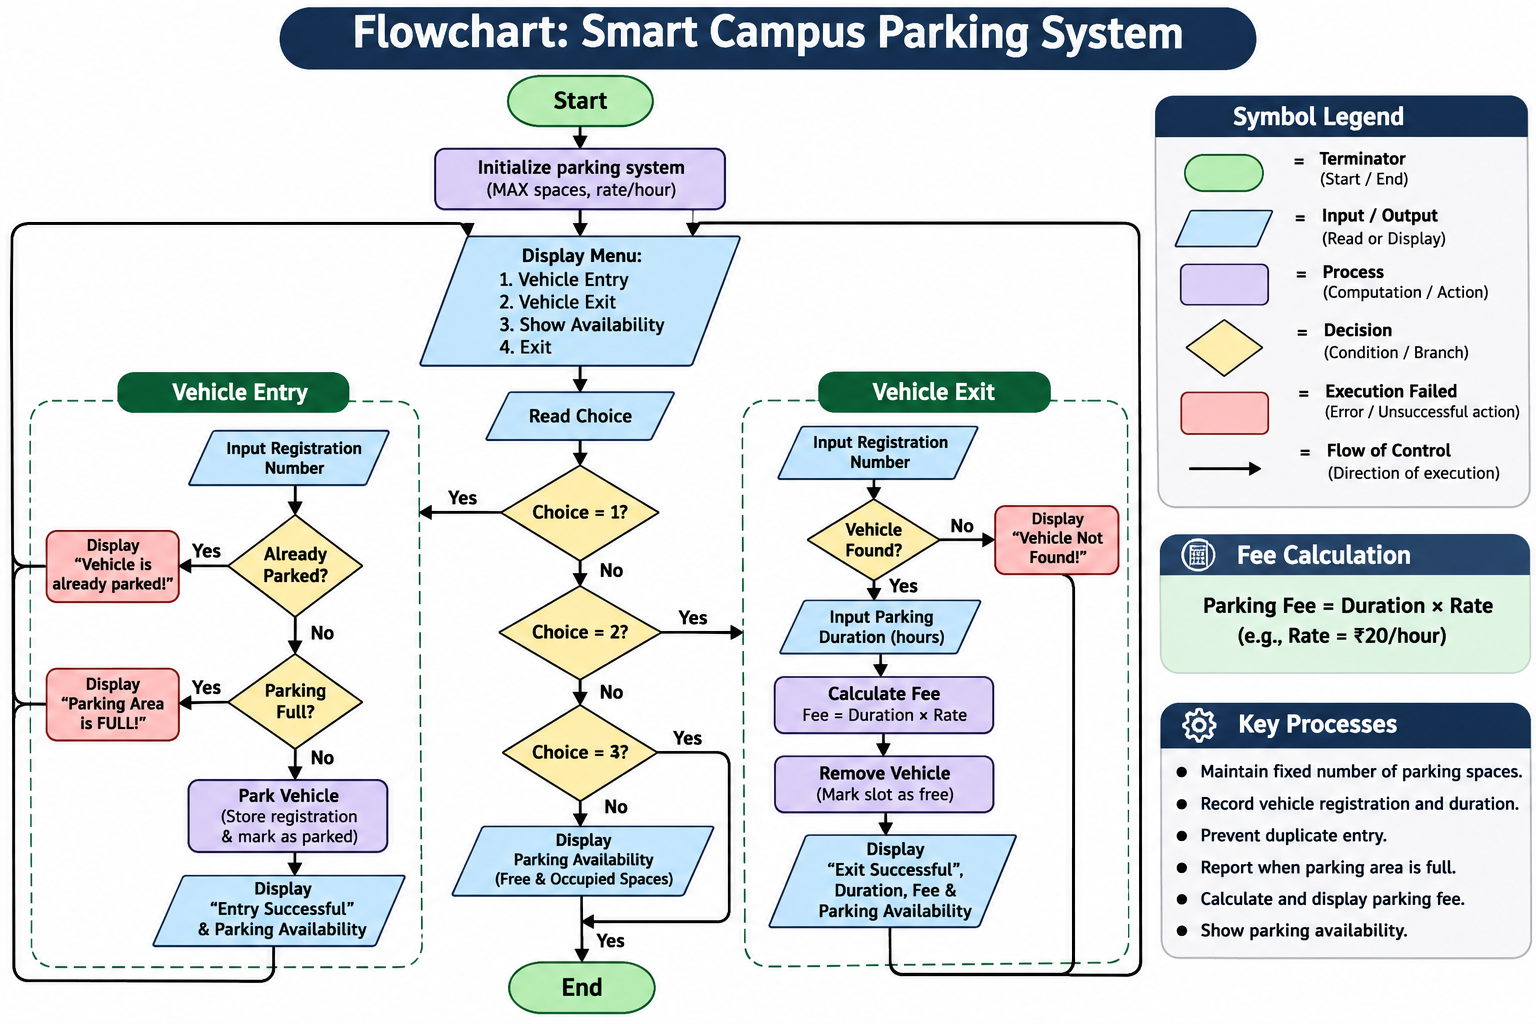 Flowchart: Smart Campus Parking System
Start
Initialize parking system
(MAX spaces, rate/hour)
Display Menu:
1. Vehicle Entry
2. Vehicle Exit
3. Show Availability
4. Exit
Read Choice
Choice = 1?
Yes
No
Choice = 2?
Yes
No
Choice = 3?
Yes
No
Display
Parking Availability
(Free & Occupied Spaces)
Yes
End
Vehicle Entry
Input Registration
Number
Already
Parked?
Yes
Display
“Vehicle is
already parked!”
No
Parking
Full?
Yes
Display
“Parking Area
is FULL!”
No
Park Vehicle
(Store registration
& mark as parked)
Display
“Entry Successful”
& Parking Availability
Vehicle Exit
Input Registration
Number
Vehicle
Found?
No
Display
“Vehicle Not
Found!”
Yes
Input Parking
Duration (hours)
Calculate Fee
Fee = Duration × Rate
Remove Vehicle
(Mark slot as free)
Display
“Exit Successful”,
Duration, Fee &
Parking Availability
Symbol Legend
= Terminator
(Start / End)
= Input / Output
(Read or Display)
= Process
(Computation / Action)
= Decision
(Condition / Branch)
= Execution Failed
(Error / Unsuccessful action)
= Flow of Control
(Direction of execution)
Fee Calculation
Parking Fee = Duration × Rate
(e.g., Rate = ₹20/hour)
Key Processes
● Maintain fixed number of parking spaces.
● Record vehicle registration and duration.
● Prevent duplicate entry.
● Report when parking area is full.
● Calculate and display parking fee.
● Show parking availability.